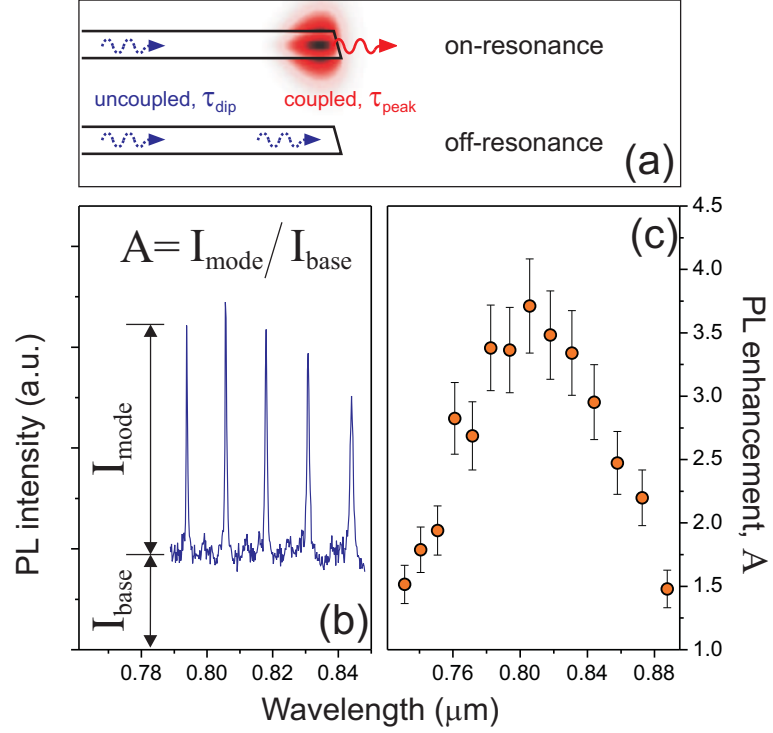 on-resonance
uncoupled, τdip
coupled, τpeak
off-resonance
(a)
A= Imode/Ibase
PL intensity (a.u.)
Imode
Ibase
(b)
0.78 0.80 0.82 0.84
(c)
4.5
4.0
3.5
3.0
2.5
2.0
1.5
1.0
PL enhancement, A
0.76 0.80 0.84 0.88
Wavelength (μm)